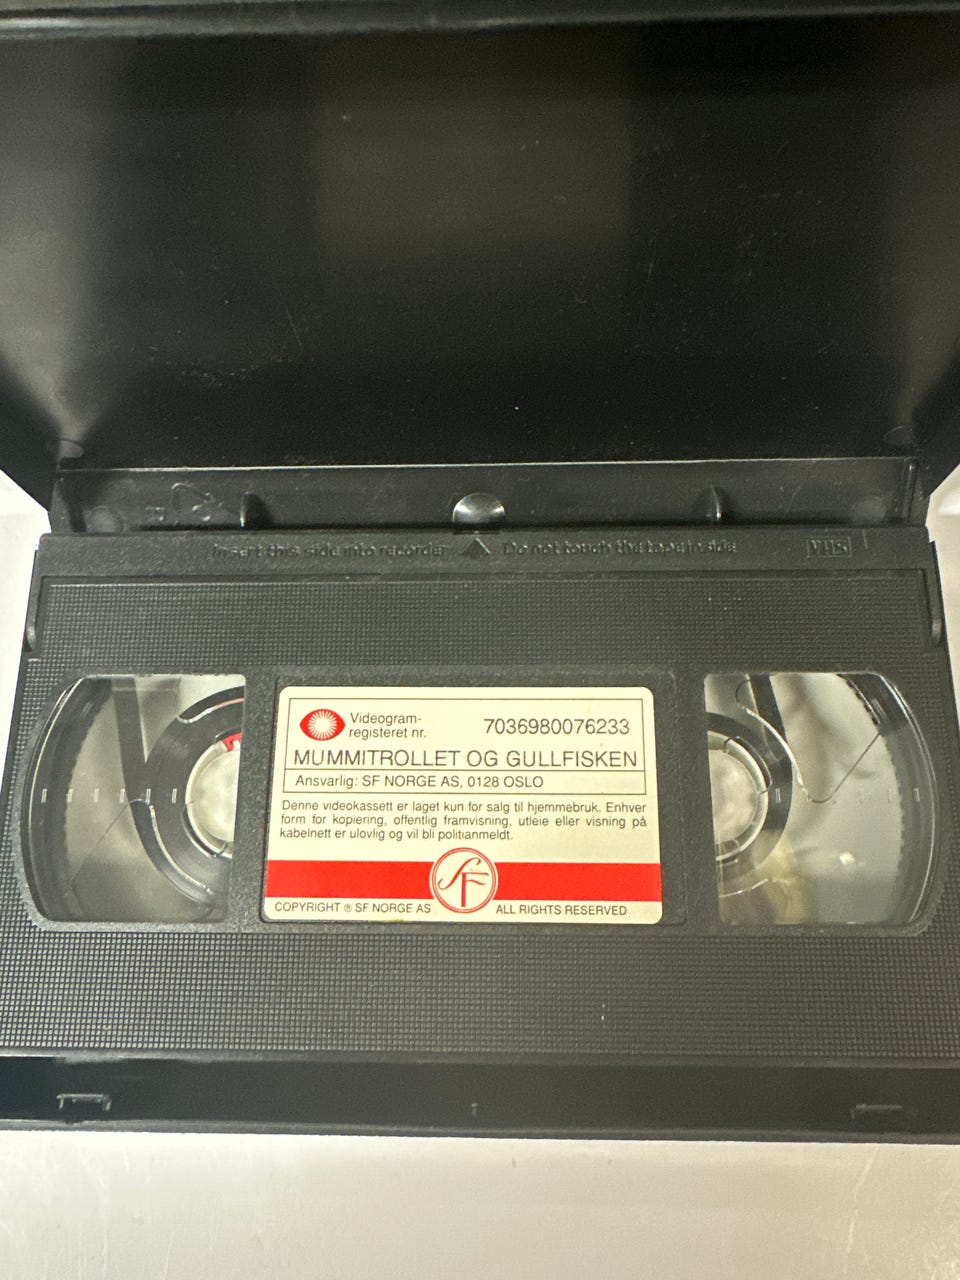 Insert this side into recorder Do not touch the tape inside VHS
Videogram-
registeret nr. 7036980076233
MUMMITROLLET OG GULLFISKEN
Ansvarlig: SF NORGE AS, 0128 OSLO
Denne videokassett er laget kun for salg til hjemmebruk. Enhver
form for kopiering, offentlig framvisning, utleie eller visning på
kabelnett er ulovlig og vil bli politianmeldt.
SF
COPYRIGHT ® SF NORGE AS ALL RIGHTS RESERVED